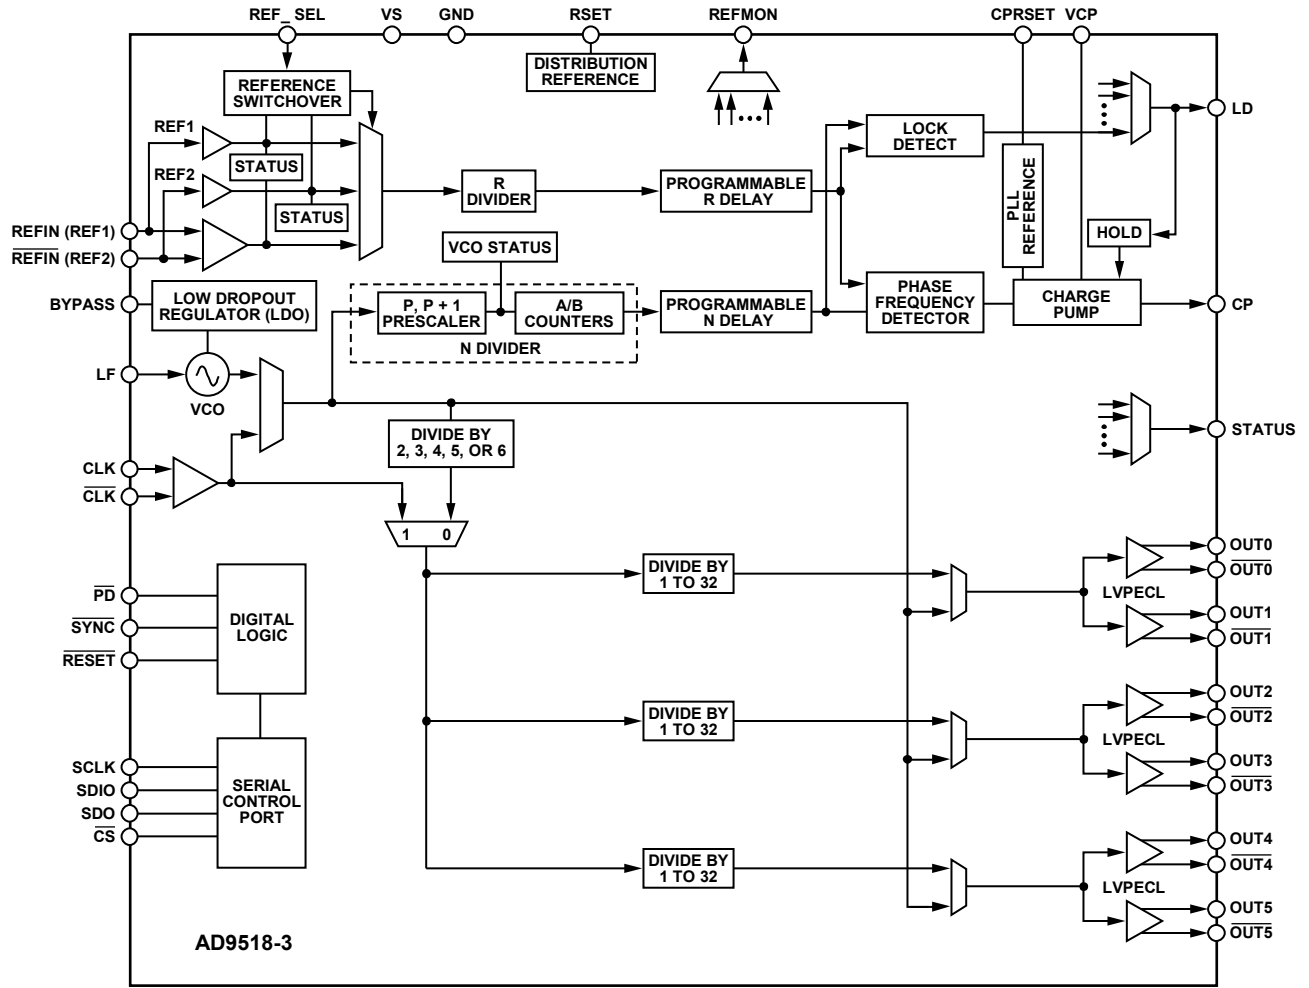 REF_ SEL
VS
GND
RSET
REFMON
CPRSET
VCP
DISTRIBUTION
REFERENCE
REFERENCE
SWITCHOVER
REF1
STATUS
REF2
STATUS
R
DIVIDER
PROGRAMMABLE
R DELAY
LOCK
DETECT
PLL
REFERENCE
LD
HOLD
REFIN (REF1)
REFIN (REF2)
BYPASS
LOW DROPOUT
REGULATOR (LDO)
VCO STATUS
P, P + 1
PRESCALER
A/B
COUNTERS
N DIVIDER
PROGRAMMABLE
N DELAY
PHASE
FREQUENCY
DETECTOR
CHARGE
PUMP
CP
LF
VCO
STATUS
DIVIDE BY
2, 3, 4, 5, OR 6
CLK
CLK
1 0
PD
SYNC
RESET
DIGITAL
LOGIC
DIVIDE BY
1 TO 32
LVPECL
OUT0
OUT0
OUT1
OUT1
DIVIDE BY
1 TO 32
LVPECL
OUT2
OUT2
OUT3
OUT3
SCLK
SDIO
SDO
CS
SERIAL
CONTROL
PORT
DIVIDE BY
1 TO 32
LVPECL
OUT4
OUT4
OUT5
OUT5
AD9518-3